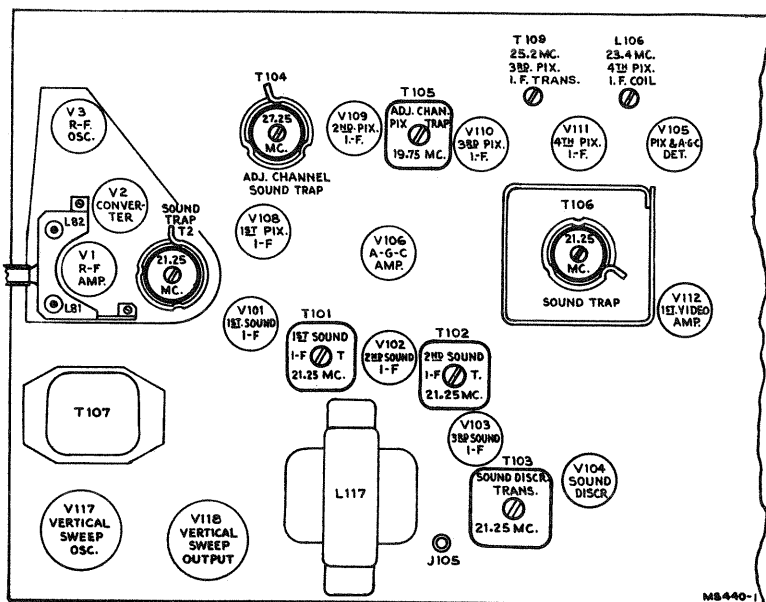 T109
25.2 MC.
3RD. PIX.
I.F. TRANS.
L106
23.4 MC.
4TH PIX.
I.F. COIL
T104
27.25
MC.
ADJ. CHANNEL
SOUND TRAP
V109
2ND. PIX.
I-F.
T105
ADJ. CHAN.
PIX TRAP
19.75 MC.
V110
3RD PIX.
I-F.
V111
4TH PIX.
I-F.
V105
PIX & A-G-C
DET.
V3
R-F.
OSC.
V2
CONVER-
TER
L82
V1
R-F
AMP.
L81
SOUND
TRAP
T2
21.25
MC.
V108
1ST PIX.
I-F
V106
A-G-C
AMP.
T106
21.25
MC.
SOUND TRAP
V112
1ST. VIDEO
AMP.
V101
1ST. SOUND
I-F
T101
1ST SOUND
I-F T
21.25 MC.
V102
2ND SOUND
I-F
T102
2ND SOUND
I-F T.
21.25 MC.
V103
3RD SOUND
I-F
T103
SOUND DISCR.
TRANS.
21.25 MC.
V104
SOUND
DISCR.
T107
L117
V117
VERTICAL
SWEEP
OSC.
V118
VERTICAL
SWEEP
OUTPUT
J105
MS440-1